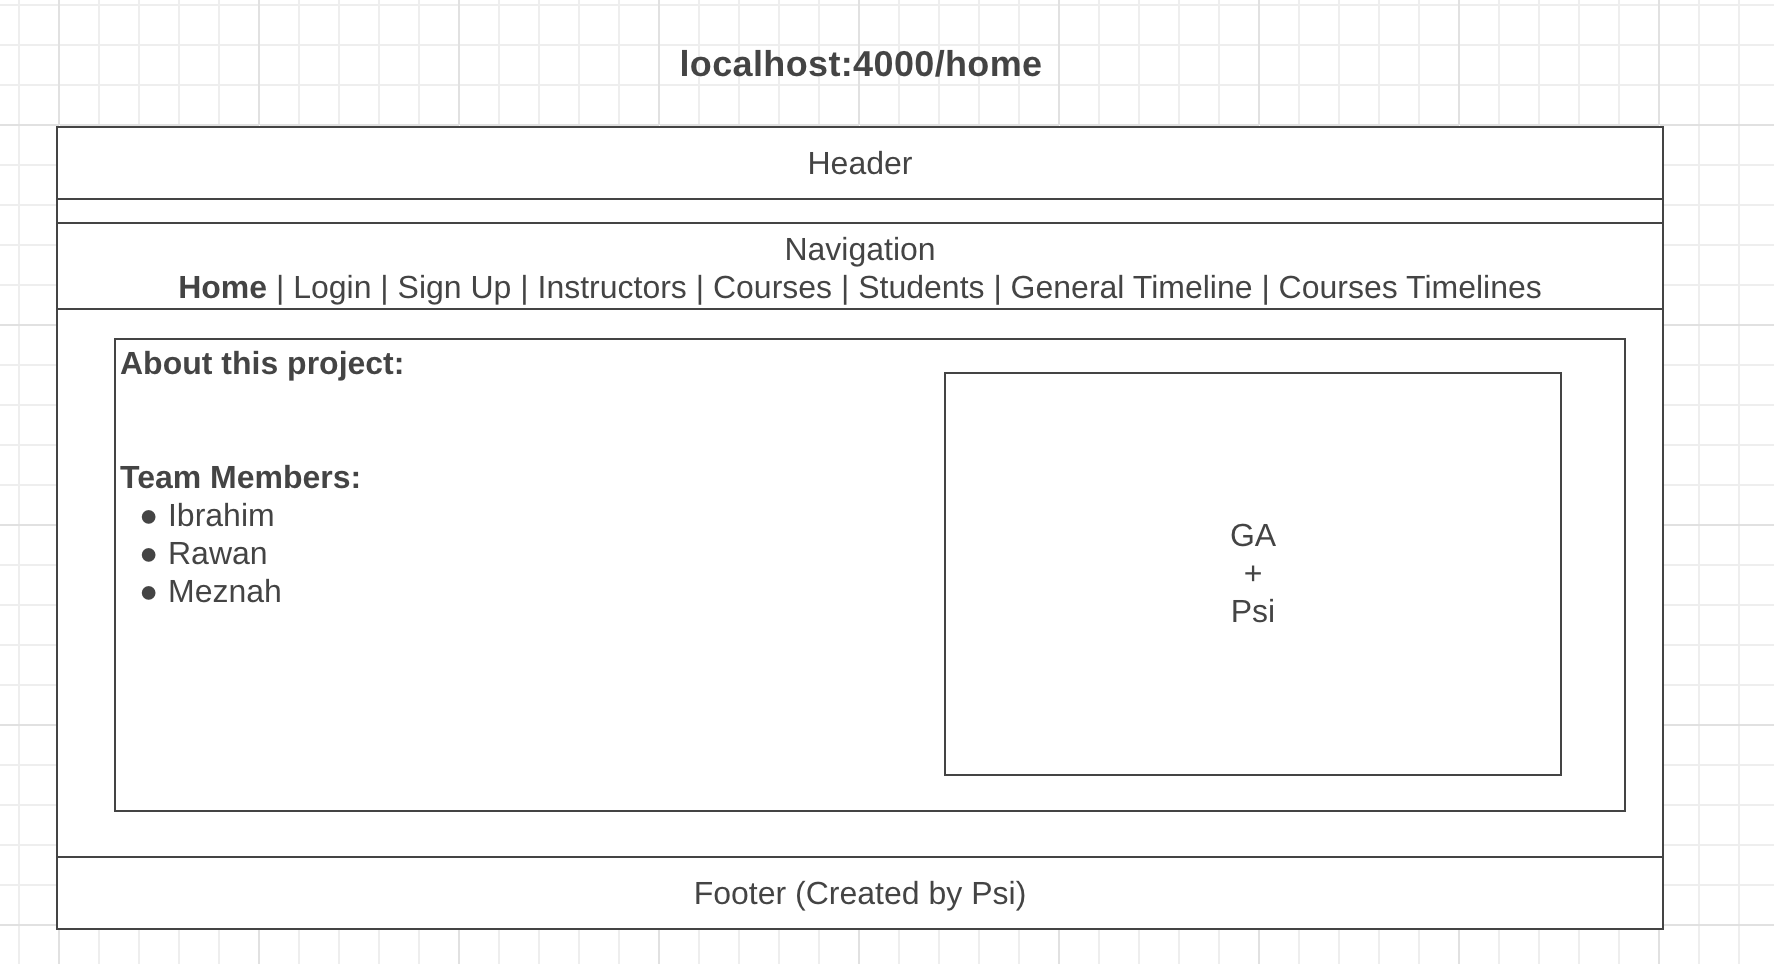 localhost:4000/home
Header
Navigation
Home | Login | Sign Up | Instructors | Courses | Students | General Timeline | Courses Timelines
About this project:
Team Members:
● Ibrahim
● Rawan
● Meznah
GA
+
Psi
Footer (Created by Psi)